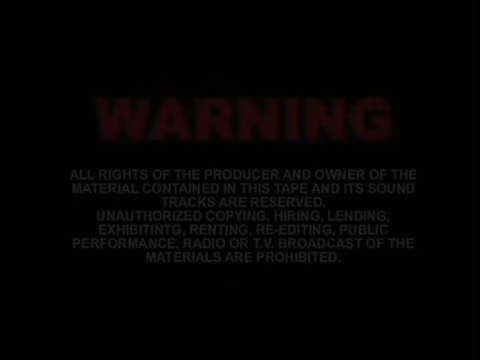 WARNING
ALL RIGHTS OF THE PRODUCER AND OWNER OF THE
MATERIAL CONTAINED IN THIS TAPE AND ITS SOUND
TRACKS ARE RESERVED.
UNAUTHORIZED COPYING, HIRING, LENDING,
EXHIBITINTG, RENTING, RE-EDITING, PUBLIC
PERFORMANCE, RADIO OR T.V. BROADCAST OF THE
MATERIALS ARE PROHIBITED.